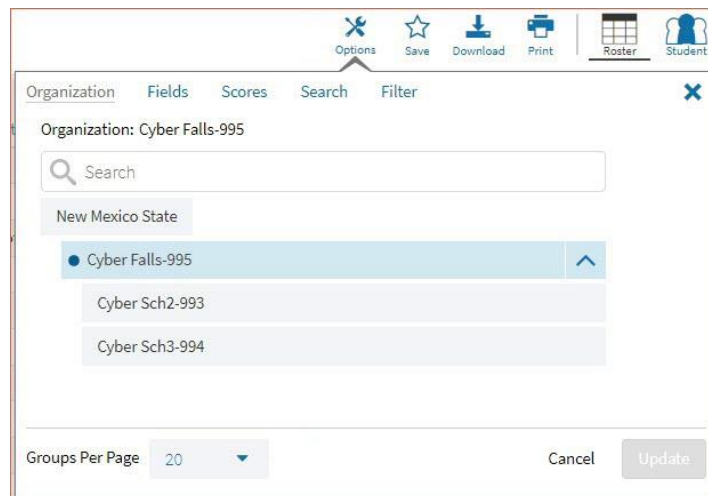 Options Save Download Print Roster Student
Organization Fields Scores Search Filter
Organization: Cyber Falls-995
Search
New Mexico State
Cyber Falls-995
Cyber Sch2-993
Cyber Sch3-994
Groups Per Page 20 Cancel Update